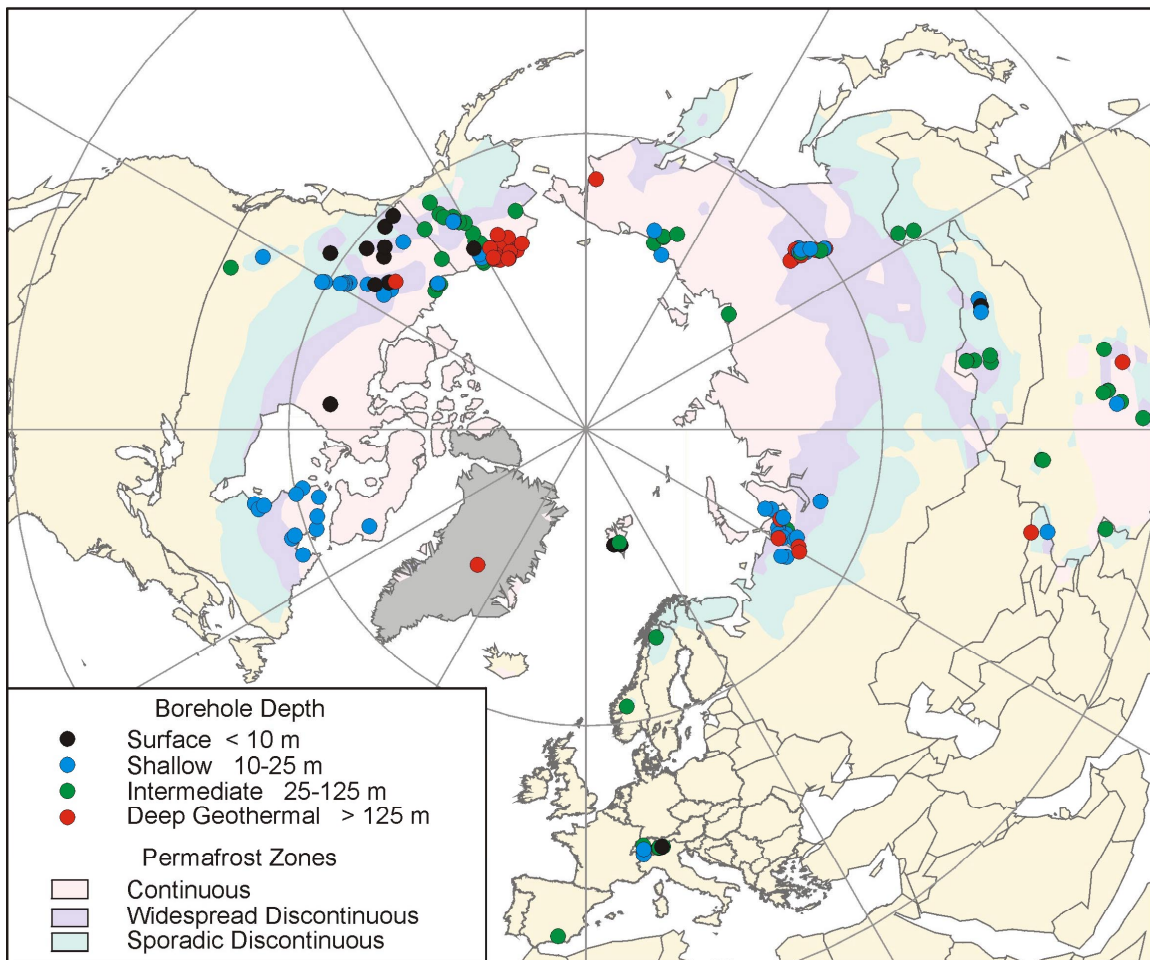 Borehole Depth
Surface < 10 m
Shallow 10-25 m
Intermediate 25-125 m
Deep Geothermal > 125 m
Permafrost Zones
Continuous
Widespread Discontinuous
Sporadic Discontinuous